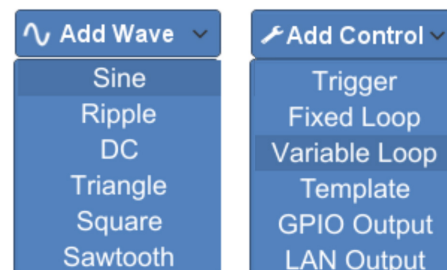 Add Wave
Sine
Ripple
DC
Triangle
Square
Sawtooth
Add Control
Trigger
Fixed Loop
Variable Loop
Template
GPIO Output
LAN Output